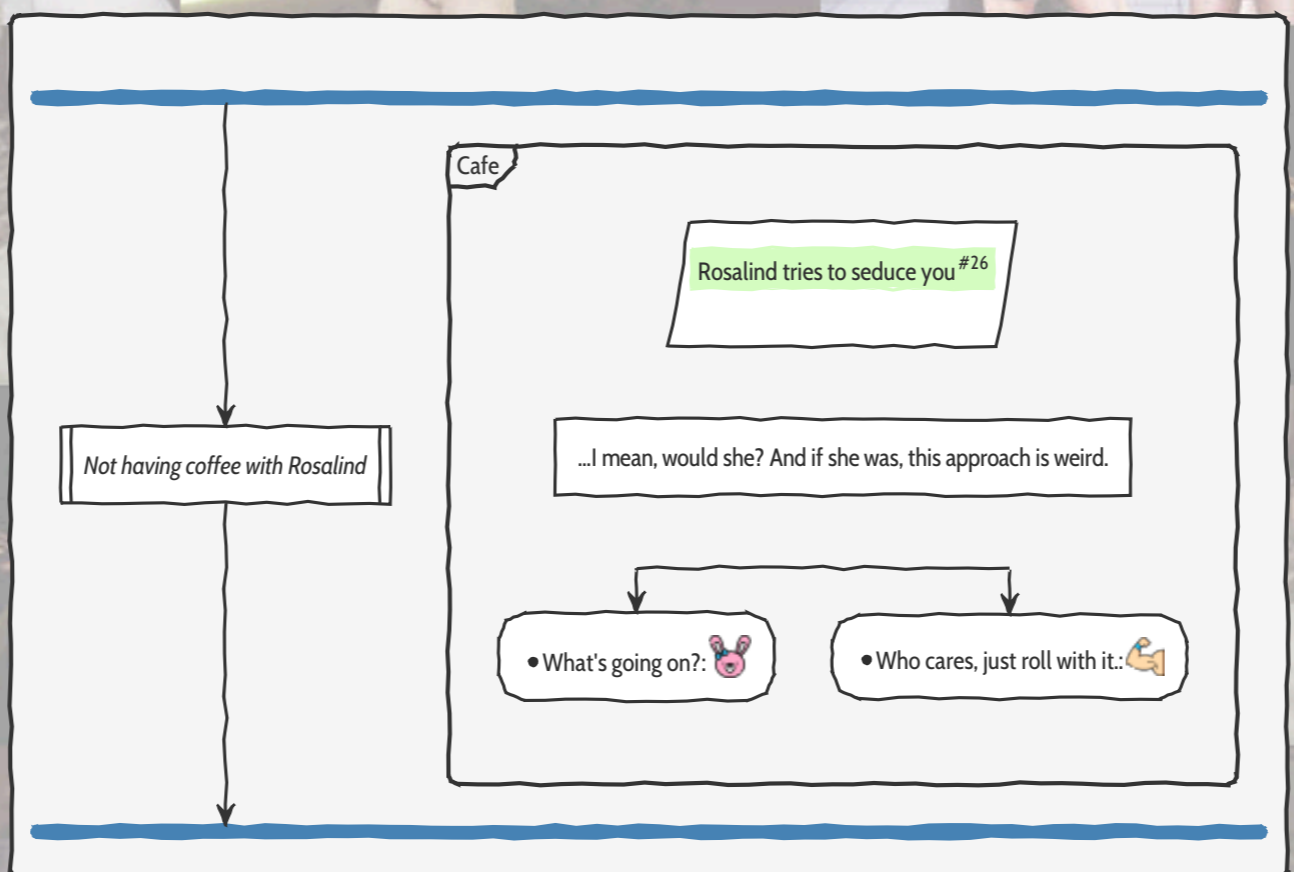 Cafe
Rosalind tries to seduce you #26
Not having coffee with Rosalind
...I mean, would she? And if she was, this approach is weird.
•What's going on?:
•Who cares, just roll with it.: